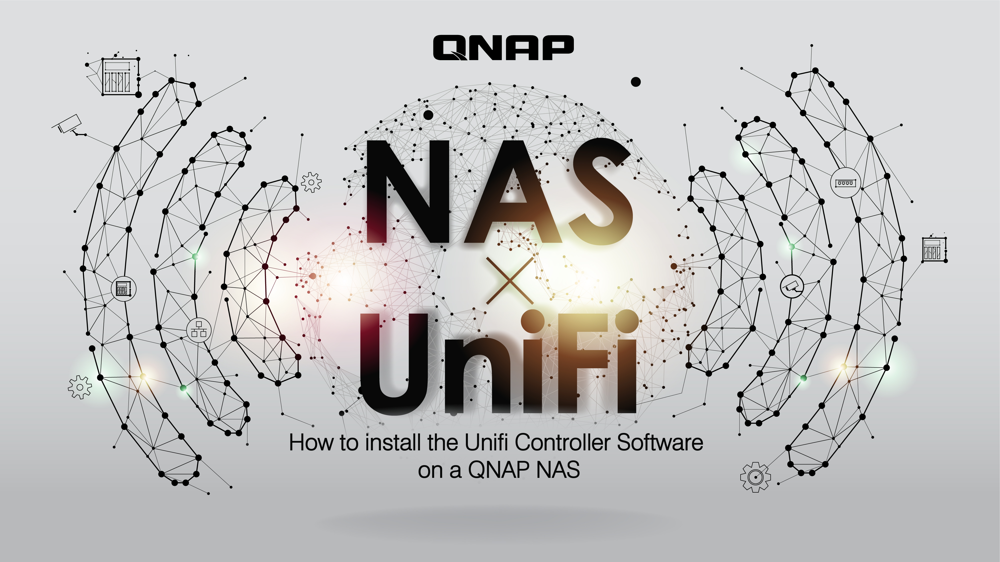 QNAP
NAS
×
UniFi
How to install the Unifi Controller Software
on a QNAP NAS